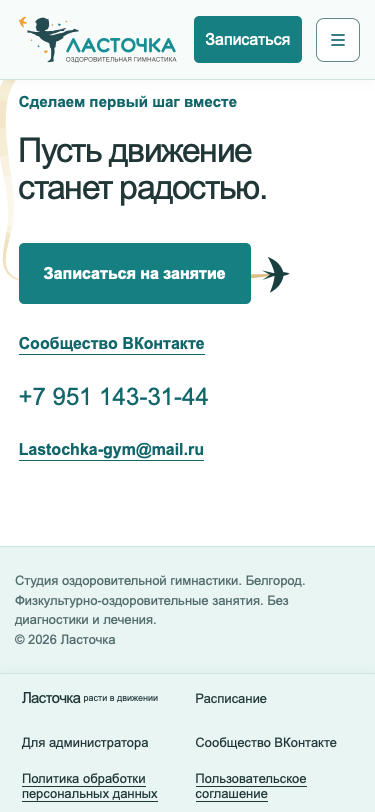 ЛАСТОЧКА
ОЗДОРОВИТЕЛЬНАЯ ГИМНАСТИКА
Записаться
Сделаем первый шаг вместе
Пусть движение
станет радостью.
Записаться на занятие
Сообщество ВКонтакте
+7 951 143-31-44
Lastochka-gym@mail.ru
Студия оздоровительной гимнастики. Белгород.
Физкультурно-оздоровительные занятия. Без
диагностики и лечения.
© 2026 Ласточка
Ласточка расти в движении
Расписание
Для администратора
Сообщество ВКонтакте
Политика обработки
персональных данных
Пользовательское
соглашение